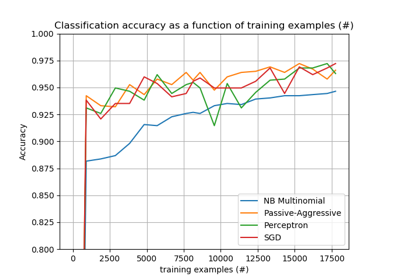 Classification accuracy as a function of training examples (#)
1.000
0.975
0.950
0.925
0.900
0.875
0.850
0.825
0.800
Accuracy
NB Multinomial
Passive-Aggressive
Perceptron
SGD
0 2500 5000 7500 10000 12500 15000 17500
training examples (#)